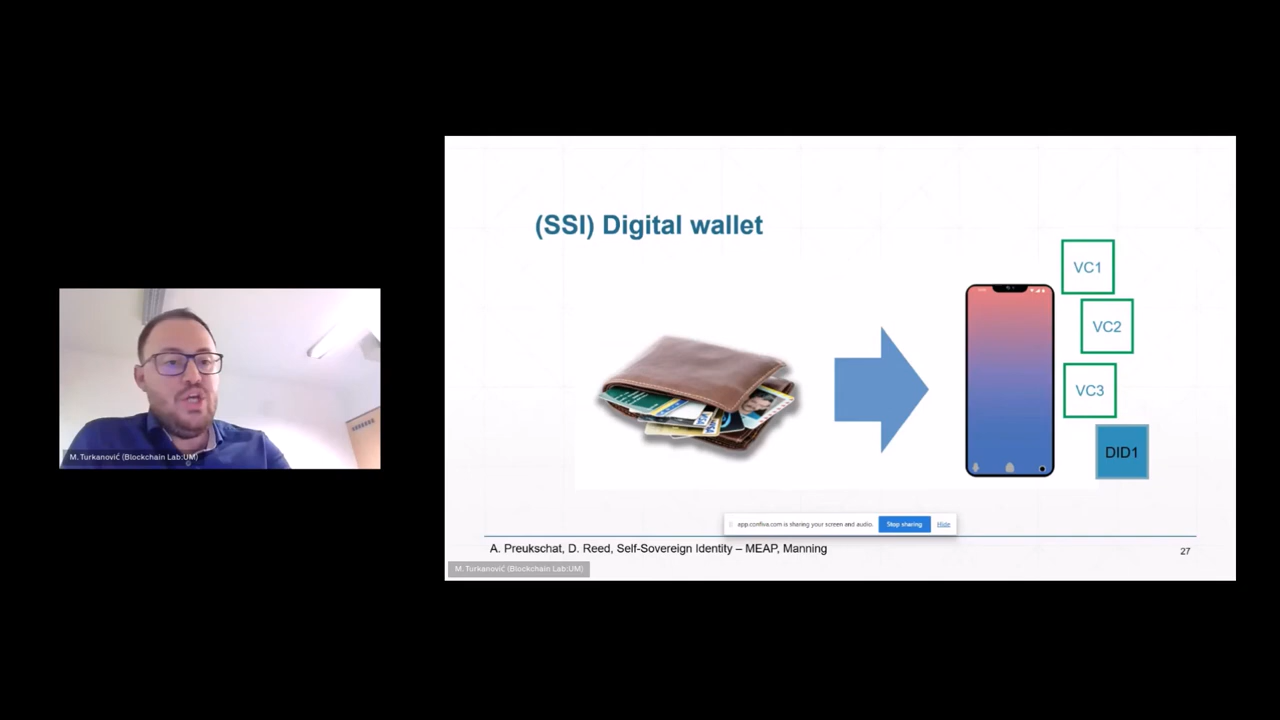 (SSI) Digital wallet
VC1
VC2
VC3
DID1
app.confiva.com is sharing your screen and audio.
Stop sharing
Hide
A. Preukschat, D. Reed, Self-Sovereign Identity – MEAP, Manning
27
M. Turkanović (Blockchain Lab:UM)
M. Turkanović (Blockchain Lab:UM)